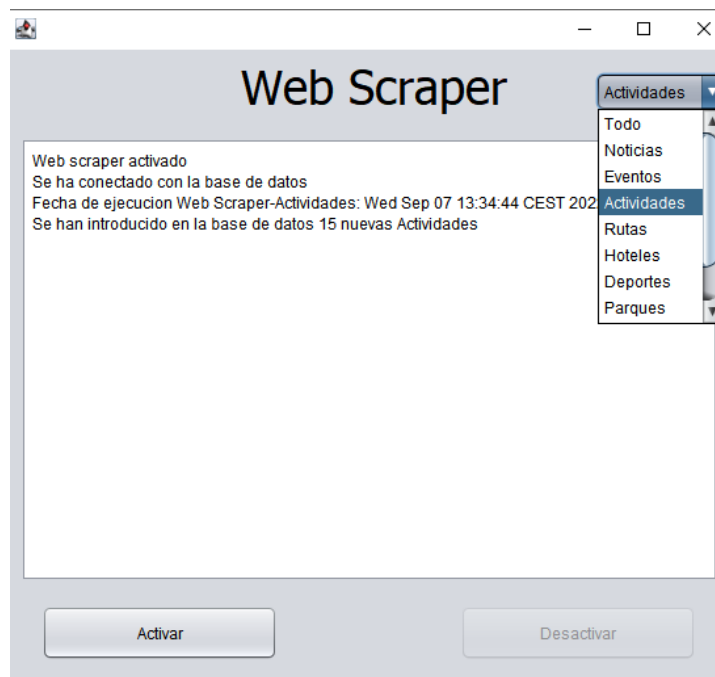 Web Scraper
Actividades
Todo
Noticias
Eventos
Actividades
Rutas
Hoteles
Deportes
Parques
Web scraper activado
Se ha conectado con la base de datos
Fecha de ejecucion Web Scraper-Actividades: Wed Sep 07 13:34:44 CEST 202
Se han introducido en la base de datos 15 nuevas Actividades
Activar
Desactivar